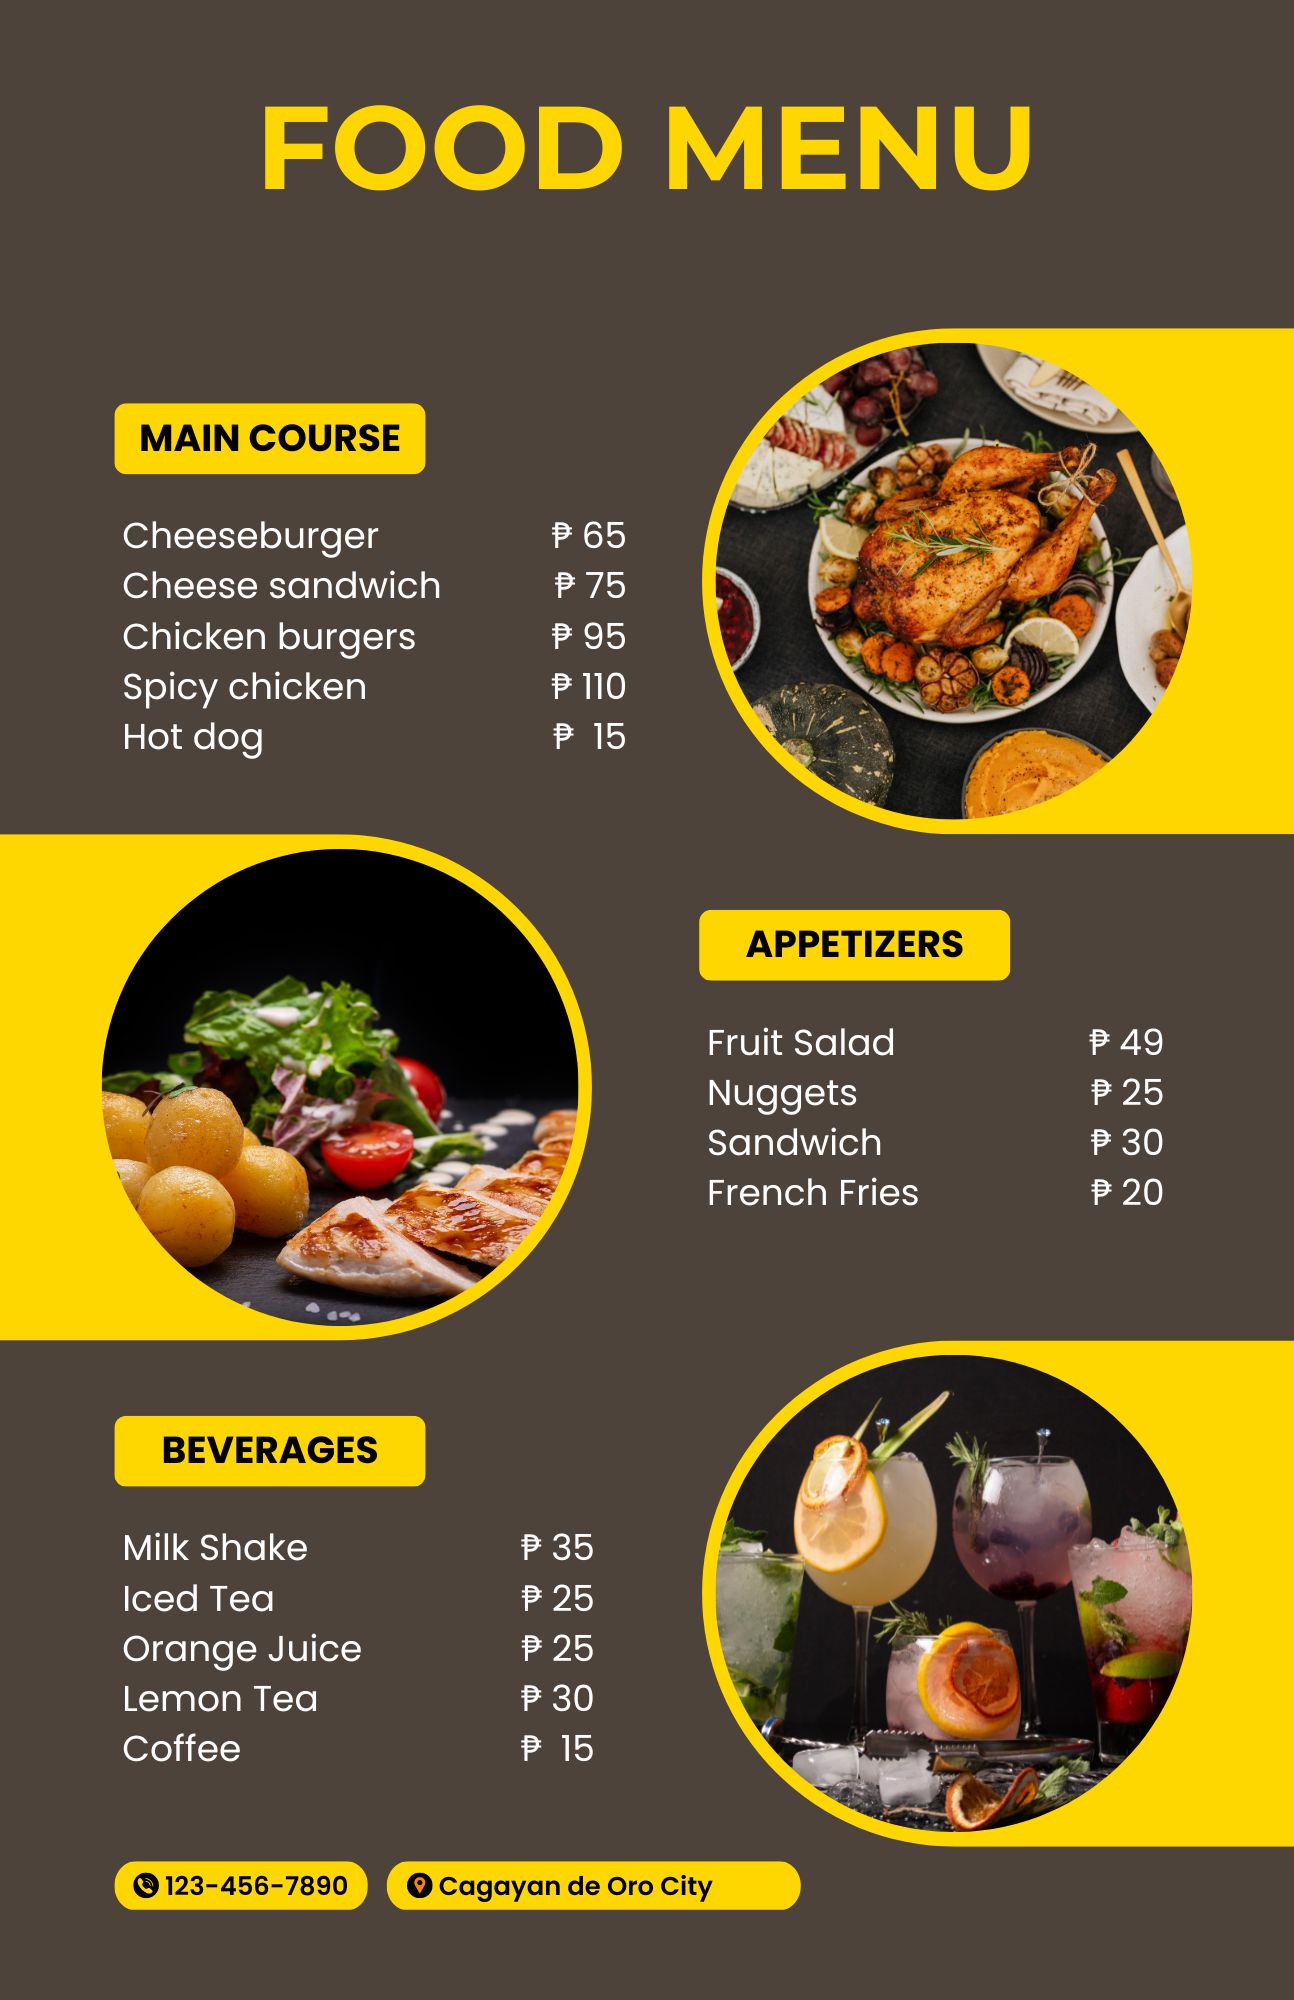 FOOD MENU
MAIN COURSE
Cheeseburger ₱ 65
Cheese sandwich ₱ 75
Chicken burgers ₱ 95
Spicy chicken ₱ 110
Hot dog ₱ 15
APPETIZERS
Fruit Salad ₱ 49
Nuggets ₱ 25
Sandwich ₱ 30
French Fries ₱ 20
BEVERAGES
Milk Shake ₱ 35
Iced Tea ₱ 25
Orange Juice ₱ 25
Lemon Tea ₱ 30
Coffee ₱ 15
123-456-7890
Cagayan de Oro City